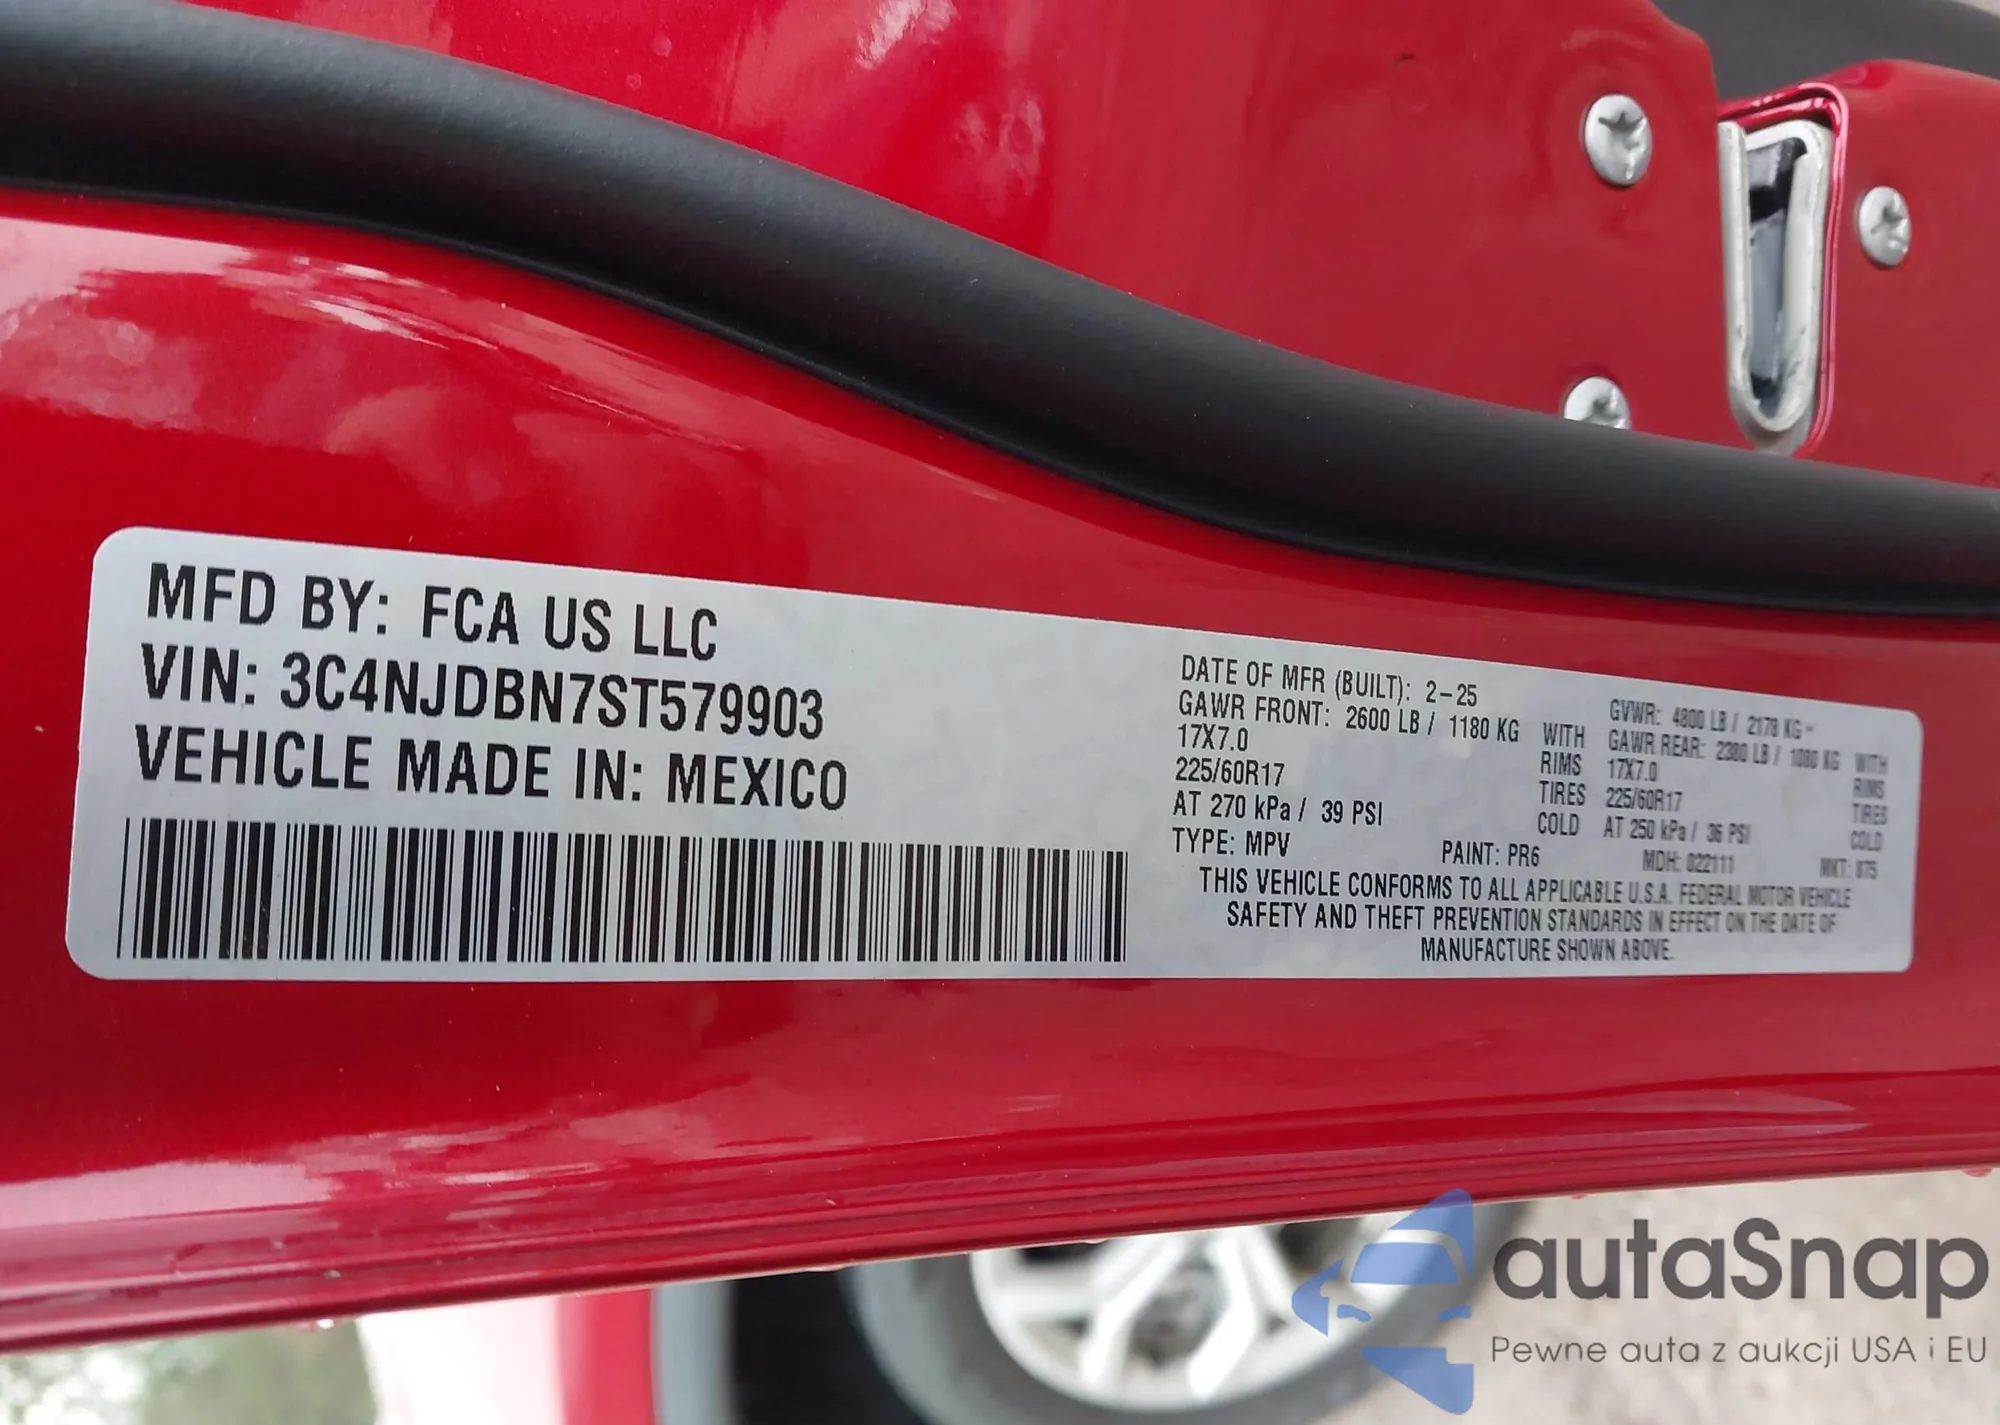 MFD BY: FCA US LLC
VIN: 3C4NJDBN7ST579903
VEHICLE MADE IN: MEXICO
DATE OF MFR (BUILT): 2-25 GVWR: 4800 LB / 2178 KG
GAWR FRONT: 2600 LB / 1180 KG WITH GAWR REAR: 2380 LB / 1080 KG WITH
17X7.0 RIMS 17X7.0 RIMS
225/60R17 TIRES 225/60R17 TIRES
AT 270 kPa / 39 PSI COLD AT 250 kPa / 36 PSI COLD
TYPE: MPV PAINT: PR6 MDH: 022111 MKT: 875
THIS VEHICLE CONFORMS TO ALL APPLICABLE U.S.A. FEDERAL MOTOR VEHICLE
SAFETY AND THEFT PREVENTION STANDARDS IN EFFECT ON THE DATE OF
MANUFACTURE SHOWN ABOVE.
autaSnap
Pewne auta z aukcji USA i EU